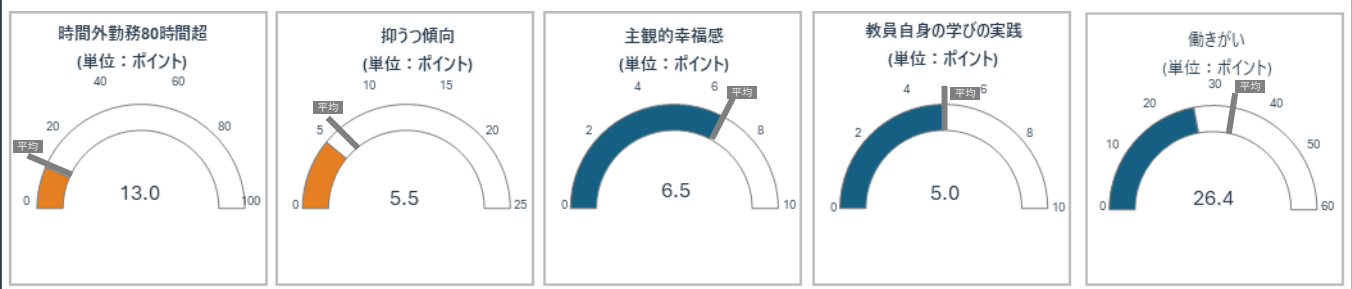 時間外勤務80時間超
(単位：ポイント)
0
20
40
60
80
100
平均
13.0
抑うつ傾向
(単位：ポイント)
0
5
10
15
20
25
平均
5.5
主観的幸福感
(単位：ポイント)
0
2
4
6
8
10
平均
6.5
教員自身の学びの実践
(単位：ポイント)
0
2
4
6
8
10
平均
5.0
働きがい
(単位：ポイント)
0
10
20
30
40
50
60
平均
26.4